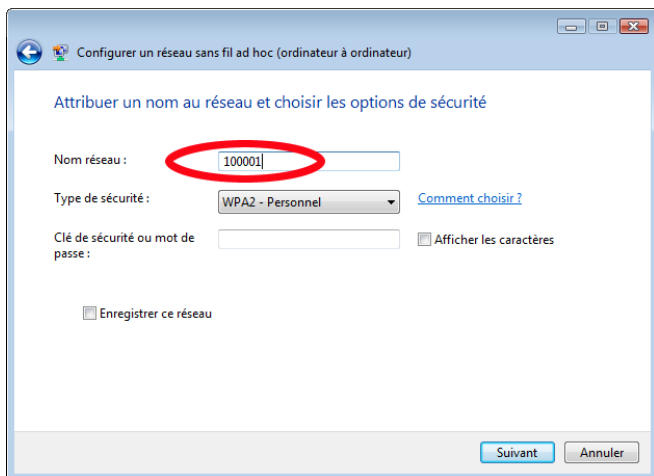 Configurer un réseau sans fil ad hoc (ordinateur à ordinateur)
Attribuer un nom au réseau et choisir les options de sécurité
Nom réseau :
100001
Type de sécurité :
WPA2 - Personnel
Comment choisir ?
Clé de sécurité ou mot de
passe :
Afficher les caractères
Enregistrer ce réseau
Suivant
Annuler